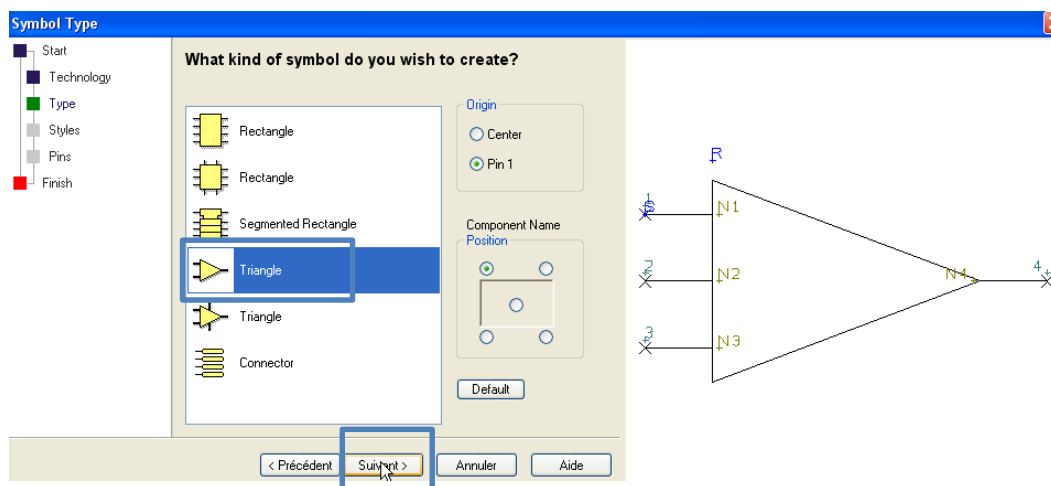 Symbol Type
Start
Technology
Type
Styles
Pins
Finish
What kind of symbol do you wish to create?
Rectangle
Rectangle
Segmented Rectangle
Triangle
Triangle
Connector
Origin
Center
Pin 1
Component Name
Position
Default
< Précédent
Suivant >
Annuler
Aide
R
1
N1
2
N2
3
N3
N4
4